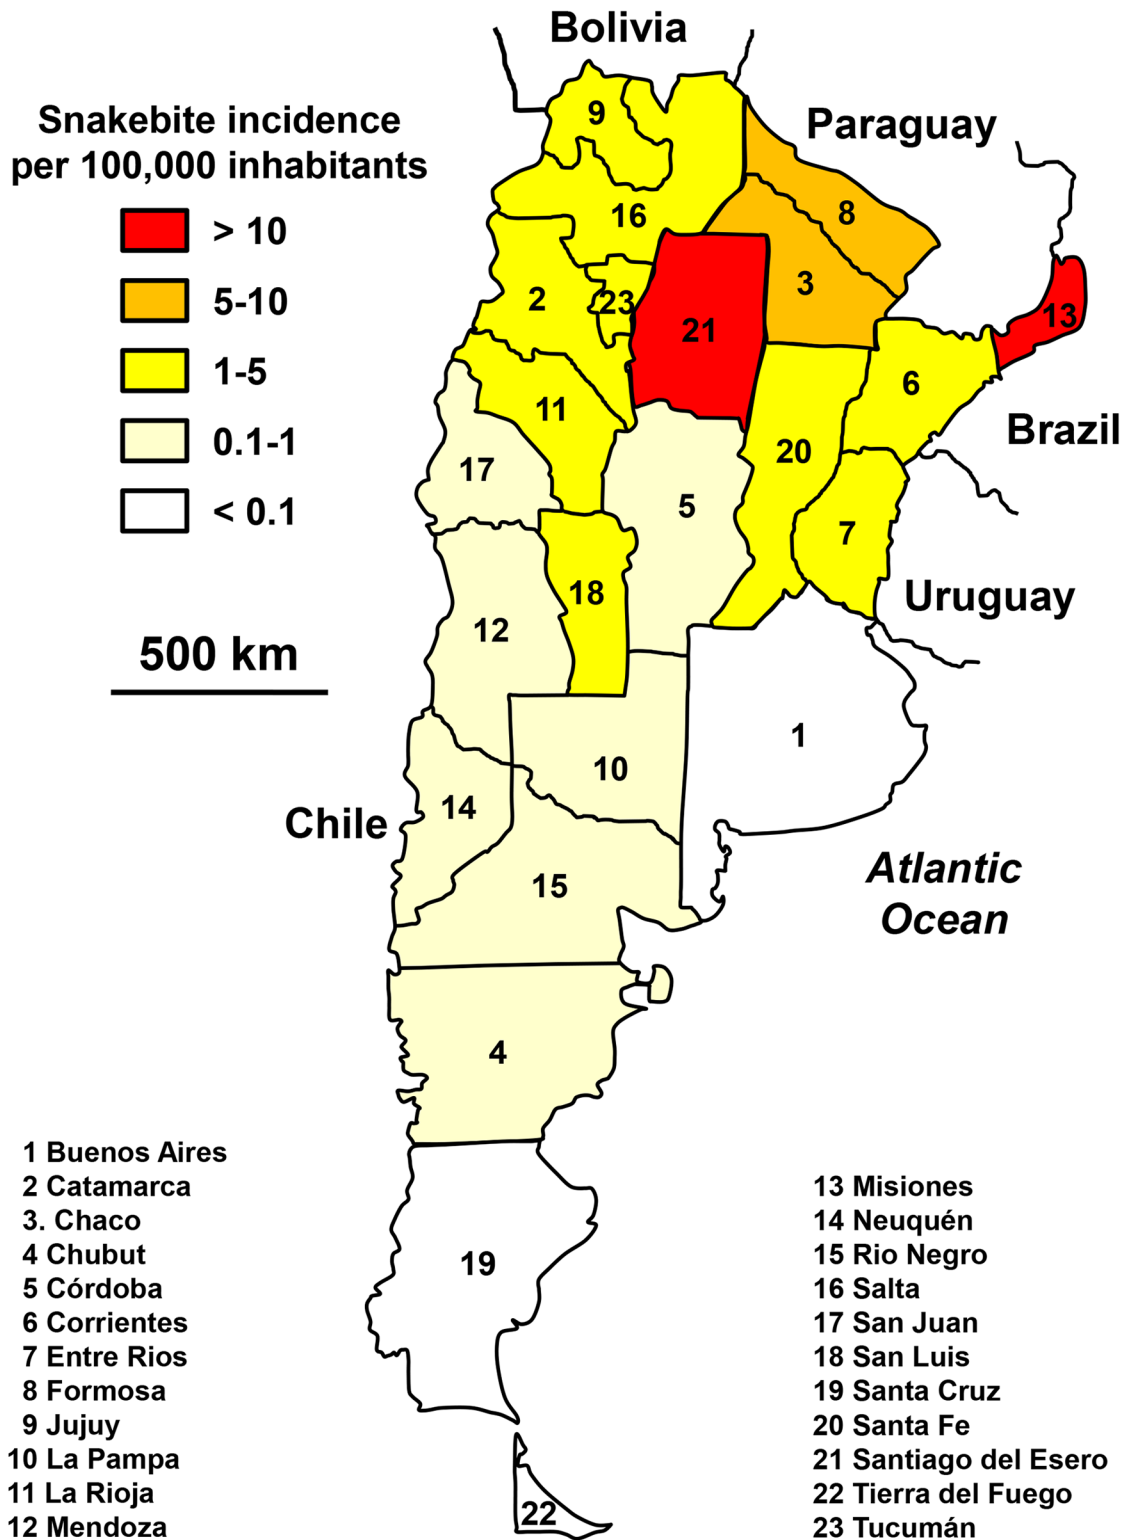 Bolivia
Snakebite incidence
per 100,000 inhabitants
> 10
5-10
1-5
0.1-1
< 0.1
Paraguay
9
16
8
3
2
23
21
13
6
11
Brazil
20
17
5
7
18
Uruguay
12
500 km
1
10
14
Chile
15
Atlantic
Ocean
4
19
22
1 Buenos Aires
2 Catamarca
3. Chaco
4 Chubut
5 Córdoba
6 Corrientes
7 Entre Rios
8 Formosa
9 Jujuy
10 La Pampa
11 La Rioja
12 Mendoza
13 Misiones
14 Neuquén
15 Rio Negro
16 Salta
17 San Juan
18 San Luis
19 Santa Cruz
20 Santa Fe
21 Santiago del Esero
22 Tierra del Fuego
23 Tucumán